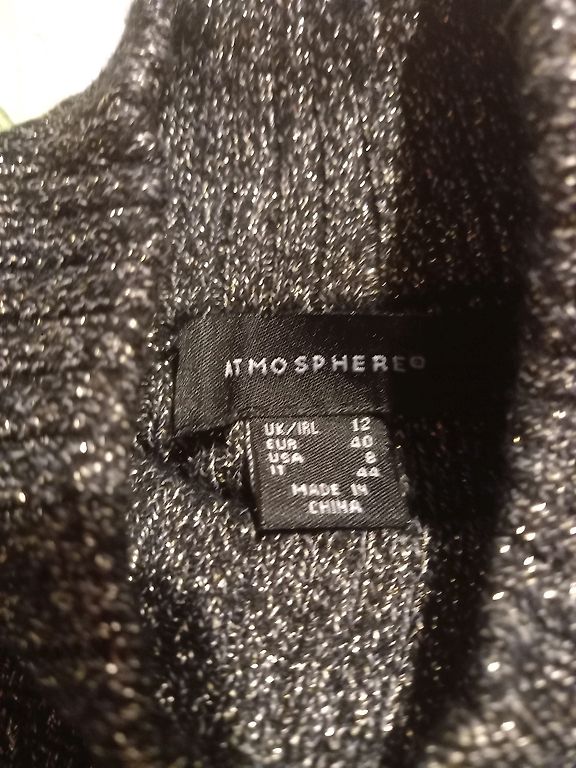 ATMOSPHERE®
UK/IRL 12
EUR 40
USA 8
IT 44
MADE IN
CHINA